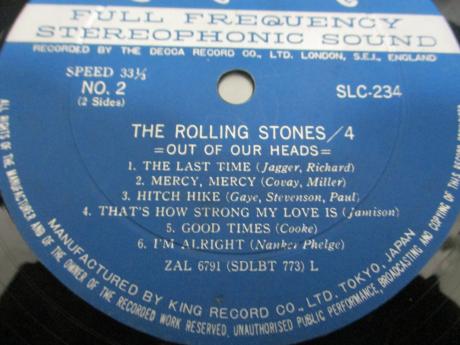 FULL FREQUENCY
STEREOPHONIC SOUND
RECORDED BY THE DECCA RECORD CO., LTD. LONDON, S.E.I., ENGLAND
SPEED 33⅓
NO. 2
(2 Sides)
SLC-234
THE ROLLING STONES/4
=OUT OF OUR HEADS=
1. THE LAST TIME (Jagger, Richard)
2. MERCY, MERCY (Covay, Miller)
3. HITCH HIKE (Gaye, Stevenson, Paul)
4. THAT'S HOW STRONG MY LOVE IS (Jamison)
5. GOOD TIMES (Cooke)
6. I'M ALRIGHT (Nanker Phelge)
ZAL 6791 (SDLBT 773) L
MANUFACTURED BY KING RECORD CO., LTD. TOKYO, JAPAN
ALL RIGHTS OF THE MANUFACTURER AND OF THE OWNER OF THE RECORDED WORK RESERVED, UNAUTHORISED PUBLIC PERFORMANCE, BROADCASTING AND COPYING OF THIS